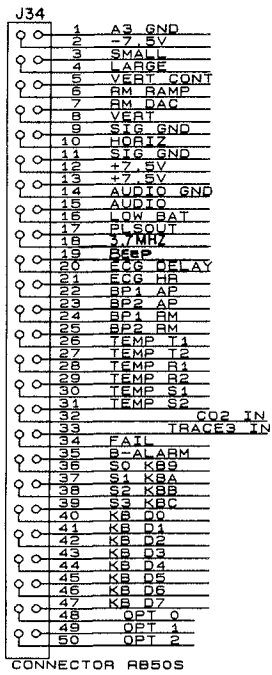 J34
1 A3 GND
2 -7.5V
3 SMALL
4 LARGE
5 VERT CONT
6 RM RAMP
7 RM DAC
8 VERT
9 SIG GND
10 HORIZ
11 SIG GND
12 +7.5V
13 +7.5V
14 AUDIO GND
15 AUDIO
16 LOW BAT
17 PLSOUT
18 3.7MHZ
19 BEEP
20 ECG DELAY
21 ECG HR
22 BP1 AP
23 BP2 AP
24 BP1 RM
25 BP2 RM
26 TEMP T1
27 TEMP T2
28 TEMP R1
29 TEMP R2
30 TEMP S1
31 TEMP S2
32 CO2 IN
33 TRACE3 IN
34 FAIL
35 B-ALARM
36 S0 KB9
37 S1 KBA
38 S2 KBB
39 S3 KBC
40 KB D0
41 KB D1
42 KB D2
43 KB D3
44 KB D4
45 KB D5
46 KB D6
47 KB D7
48 OPT 0
49 OPT 1
50 OPT 2
CONNECTOR RB50S